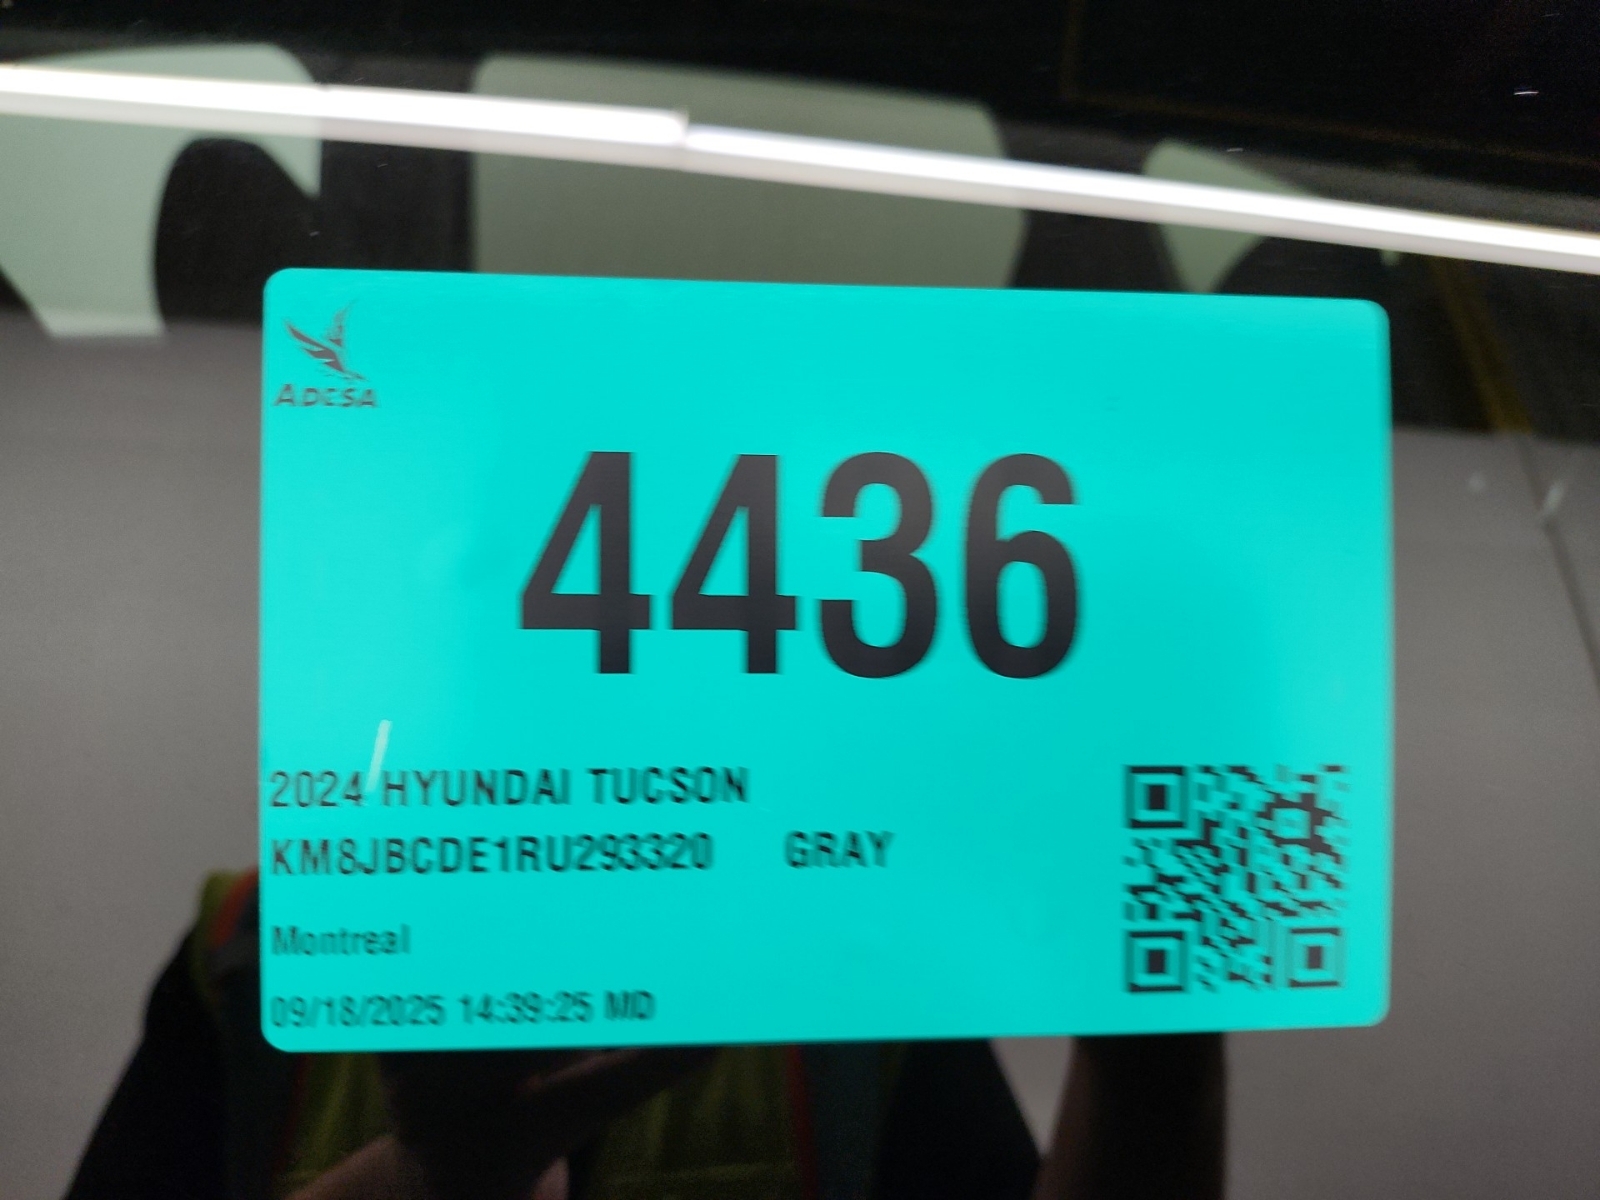 ADESA
4436
2024 HYUNDAI TUCSON
KM8JBCDE1RU293320 GRAY
Montreal
09/18/2025 14:39:25 MD